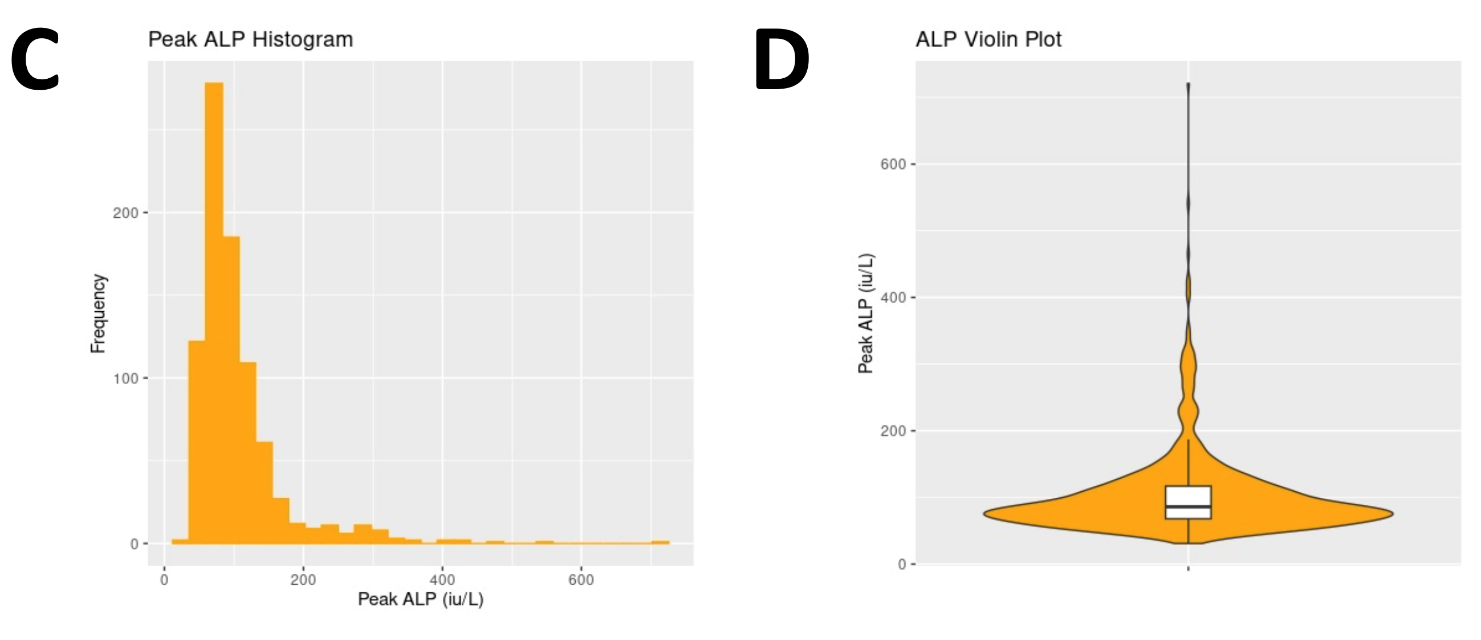 C
Peak ALP Histogram
200
100
0
Frequency
0 200 400 600
Peak ALP (iu/L)
D
ALP Violin Plot
600
400
200
0
Peak ALP (iu/L)